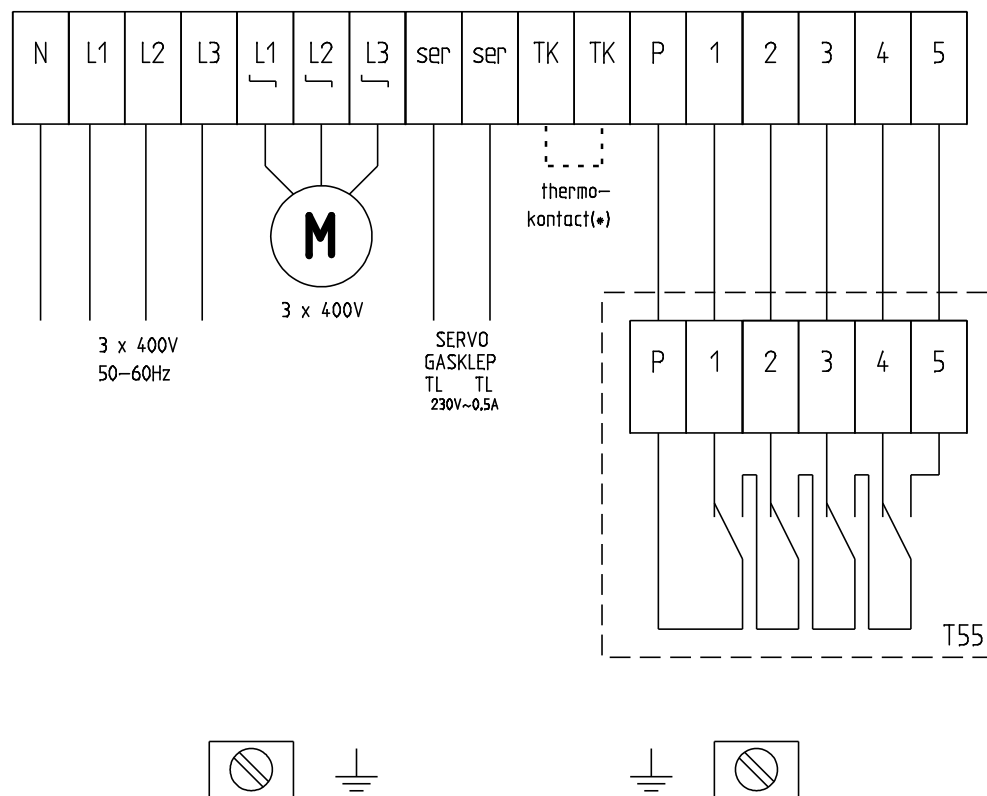 N L1 L2 L3 L1 L2 L3 ser ser TK TK P 1 2 3 4 5
thermo-
kontact(*)
M
3 x 400V
3 x 400V
50-60Hz
SERVO
GASKLEP
TL TL
230V~0.5A
P 1 2 3 4 5
T55